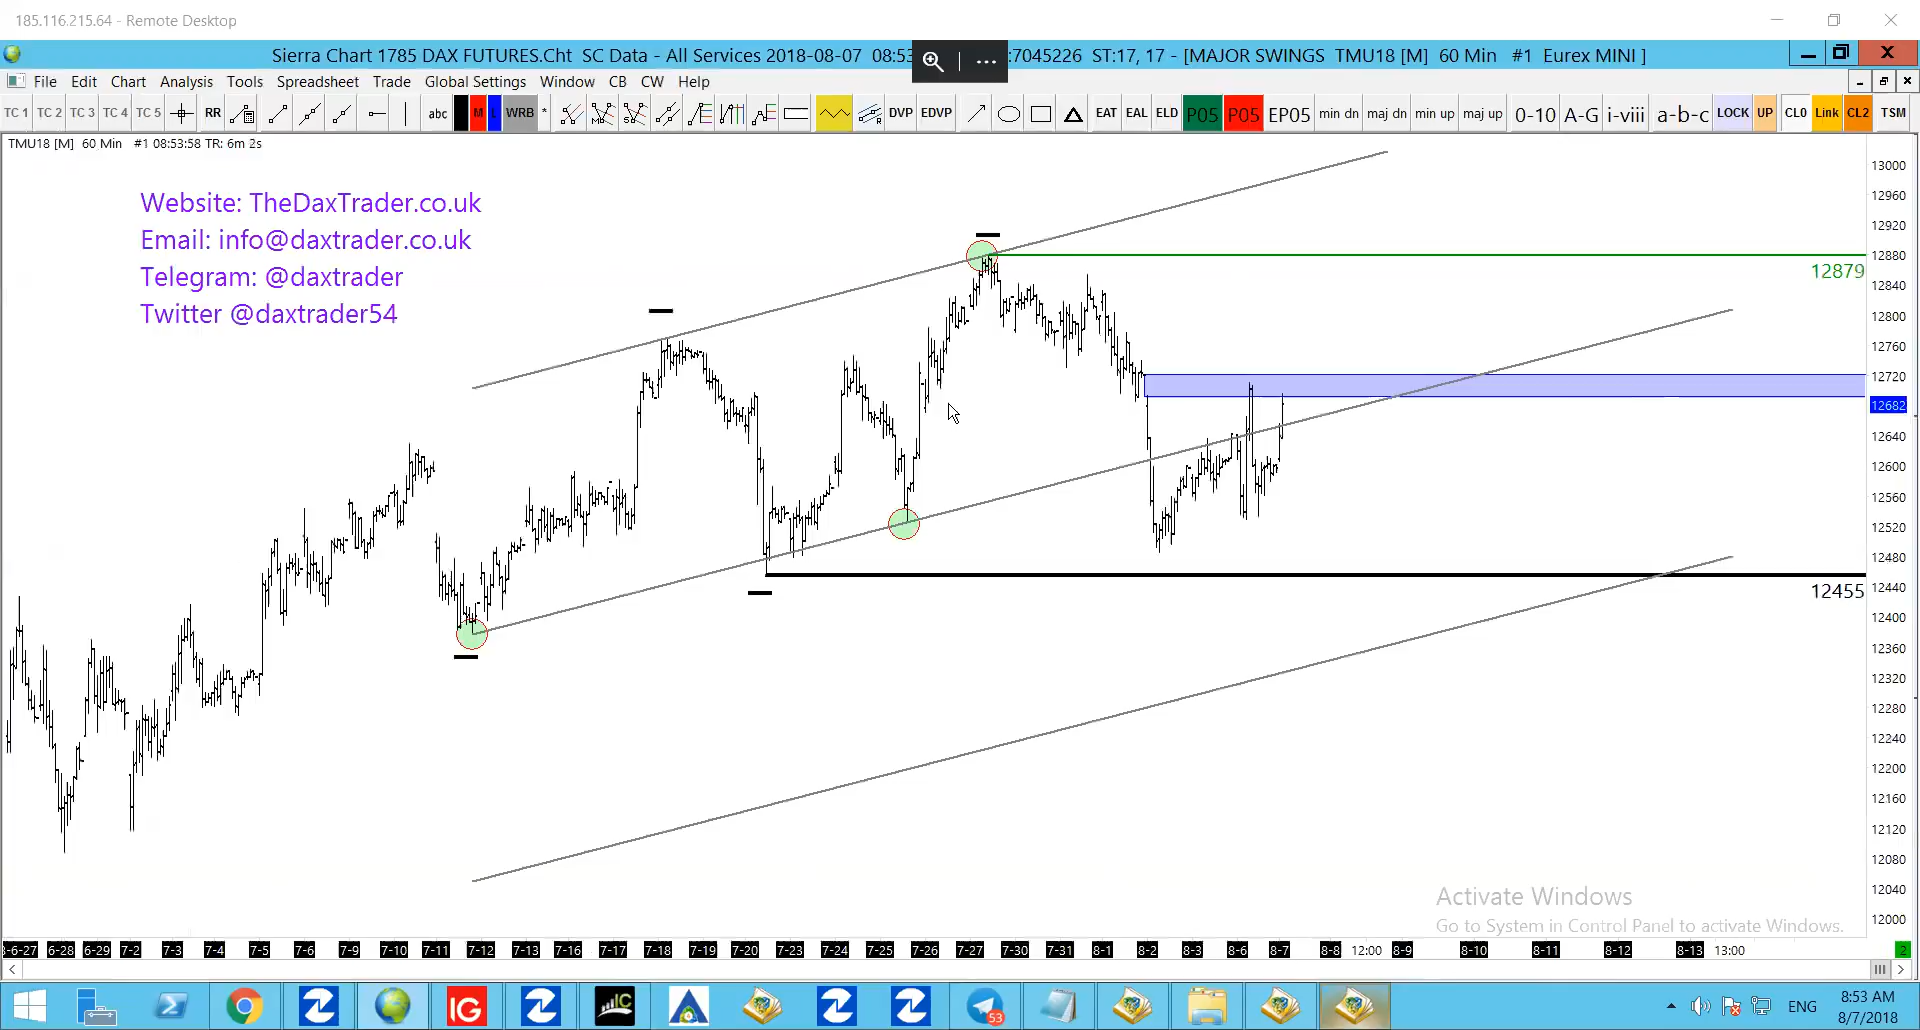 185.116.215.64 - Remote Desktop
Sierra Chart 1785 DAX FUTURES.Cht  SC Data - All Services 2018-08-07  08:53
:7045226  ST:17, 17 - [MAJOR SWINGS  TMU18 [M]  60 Min   #1  Eurex MINI ]
File Edit Chart Analysis Tools Spreadsheet Trade Global Settings Window CB CW Help
TC 1 TC 2 TC 3 TC 4 TC 5 RR abc M L WRB * DVP EDVP EAT EAL ELD P05 P05 EP05 min dn maj dn min up maj up 0-10 A-G i-viii a-b-c LOCK UP CL0 Link CL2 TSM
TMU18 [M]  60 Min   #1 08:53:58 TR: 6m 2s
Website: TheDaxTrader.co.uk
Email: info@daxtrader.co.uk
Telegram: @daxtrader
Twitter @daxtrader54
13000
12960
12920
12880
12879
12840
12800
12760
12720
12682
12640
12600
12560
12520
12480
12440
12455
12400
12360
12320
12280
12240
12200
12160
12120
12080
12040
12000
Activate Windows
Go to System in Control Panel to activate Windows.
6-27 6-28 6-29 7-2 7-3 7-4 7-5 7-6 7-9 7-10 7-11 7-12 7-13 7-16 7-17 7-18 7-19 7-20 7-23 7-24 7-25 7-26 7-27 7-30 7-31 8-1 8-2 8-3 8-6 8-7 8-8 12:00 8-9 8-10 8-11 8-12 8-13 13:00 2
IG
IC
53
ENG
8:53 AM
8/7/2018